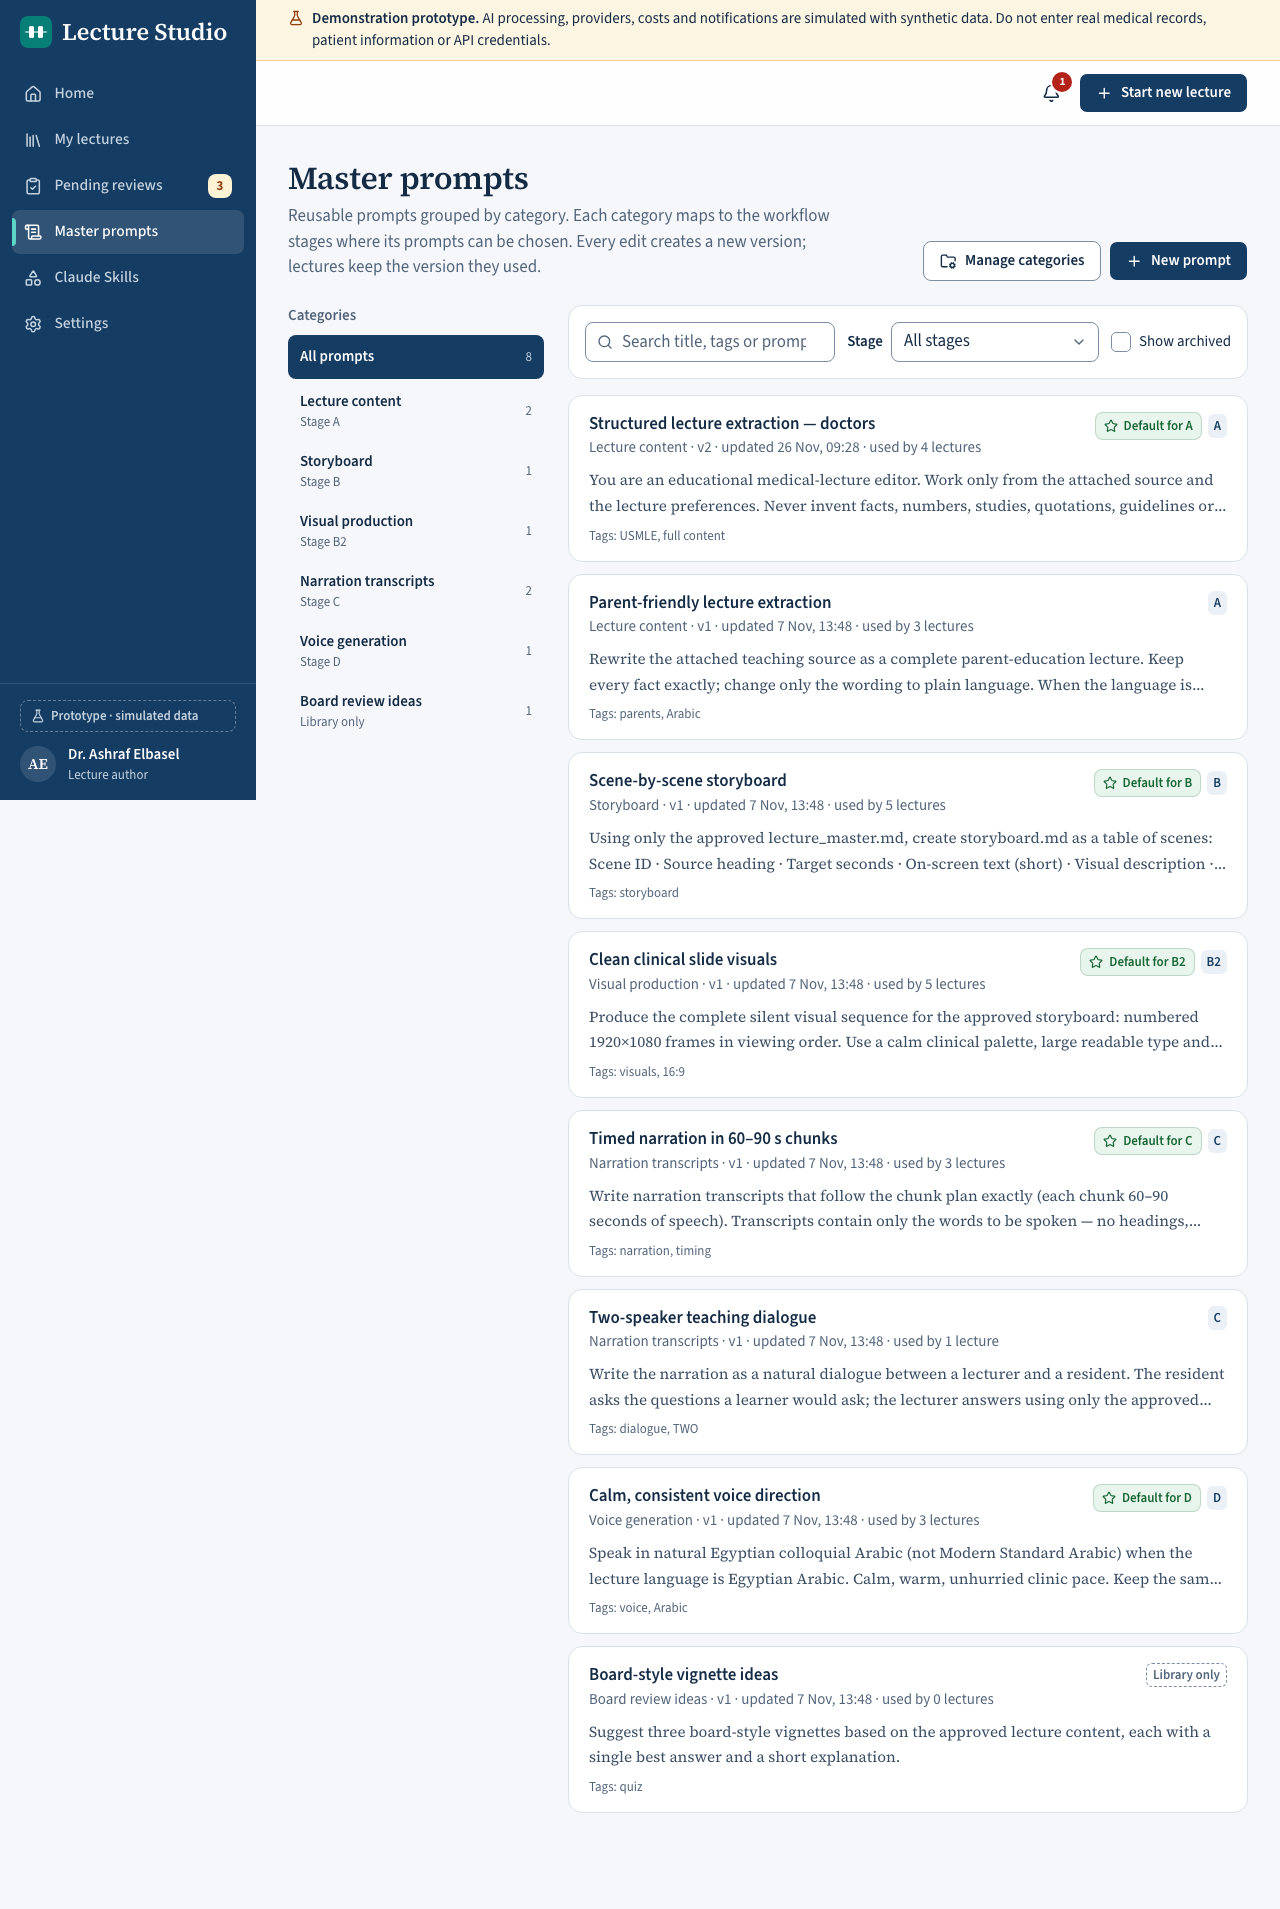 Lecture Studio
Home
My lectures
Pending reviews 3
Master prompts
Claude Skills
Settings
Prototype · simulated data
AE
Dr. Ashraf Elbasel
Lecture author
Demonstration prototype. AI processing, providers, costs and notifications are simulated with synthetic data. Do not enter real medical records,
patient information or API credentials.
1
Start new lecture
Master prompts
Reusable prompts grouped by category. Each category maps to the workflow
stages where its prompts can be chosen. Every edit creates a new version;
lectures keep the version they used.
Manage categories
New prompt
Categories
All prompts 8
Lecture content 2
Stage A
Storyboard 1
Stage B
Visual production 1
Stage B2
Narration transcripts 2
Stage C
Voice generation 1
Stage D
Board review ideas 1
Library only
Search title, tags or promp
Stage
All stages
Show archived
Structured lecture extraction — doctors
Default for A
A
Lecture content · v2 · updated 26 Nov, 09:28 · used by 4 lectures
You are an educational medical-lecture editor. Work only from the attached source and
the lecture preferences. Never invent facts, numbers, studies, quotations, guidelines or…
Tags: USMLE, full content
Parent-friendly lecture extraction
A
Lecture content · v1 · updated 7 Nov, 13:48 · used by 3 lectures
Rewrite the attached teaching source as a complete parent-education lecture. Keep
every fact exactly; change only the wording to plain language. When the language is…
Tags: parents, Arabic
Scene-by-scene storyboard
Default for B
B
Storyboard · v1 · updated 7 Nov, 13:48 · used by 5 lectures
Using only the approved lecture_master.md, create storyboard.md as a table of scenes:
Scene ID · Source heading · Target seconds · On-screen text (short) · Visual description ·…
Tags: storyboard
Clean clinical slide visuals
Default for B2
B2
Visual production · v1 · updated 7 Nov, 13:48 · used by 5 lectures
Produce the complete silent visual sequence for the approved storyboard: numbered
1920×1080 frames in viewing order. Use a calm clinical palette, large readable type and…
Tags: visuals, 16:9
Timed narration in 60–90 s chunks
Default for C
C
Narration transcripts · v1 · updated 7 Nov, 13:48 · used by 3 lectures
Write narration transcripts that follow the chunk plan exactly (each chunk 60–90
seconds of speech). Transcripts contain only the words to be spoken — no headings,…
Tags: narration, timing
Two-speaker teaching dialogue
C
Narration transcripts · v1 · updated 7 Nov, 13:48 · used by 1 lecture
Write the narration as a natural dialogue between a lecturer and a resident. The resident
asks the questions a learner would ask; the lecturer answers using only the approved…
Tags: dialogue, TWO
Calm, consistent voice direction
Default for D
D
Voice generation · v1 · updated 7 Nov, 13:48 · used by 3 lectures
Speak in natural Egyptian colloquial Arabic (not Modern Standard Arabic) when the
lecture language is Egyptian Arabic. Calm, warm, unhurried clinic pace. Keep the sam…
Tags: voice, Arabic
Board-style vignette ideas
Library only
Board review ideas · v1 · updated 7 Nov, 13:48 · used by 0 lectures
Suggest three board-style vignettes based on the approved lecture content, each with a
single best answer and a short explanation.
Tags: quiz